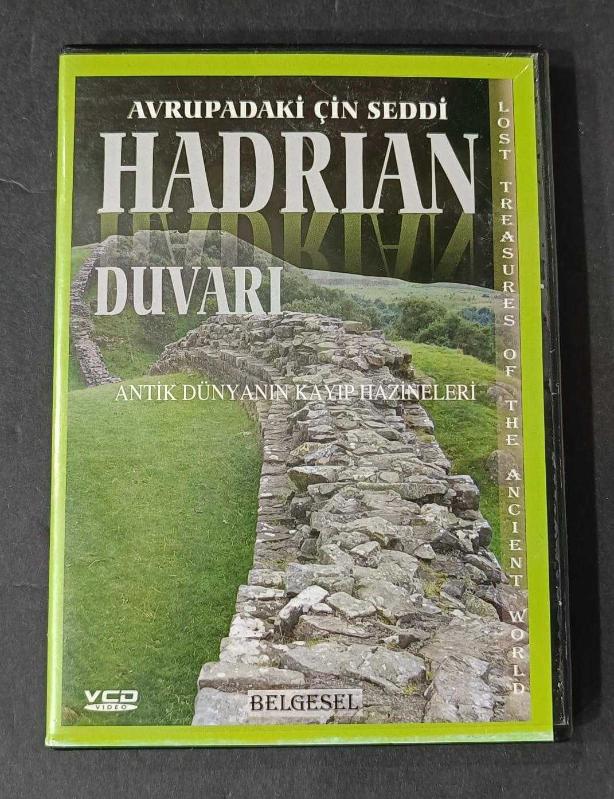 AVRUPADAKİ ÇİN SEDDİ
HADRIAN
DUVARI
ANTİK DÜNYANIN KAYIP HAZİNELERİ
LOST TREASURES OF THE ANCIENT WORLD
VCD
VIDEO
BELGESEL